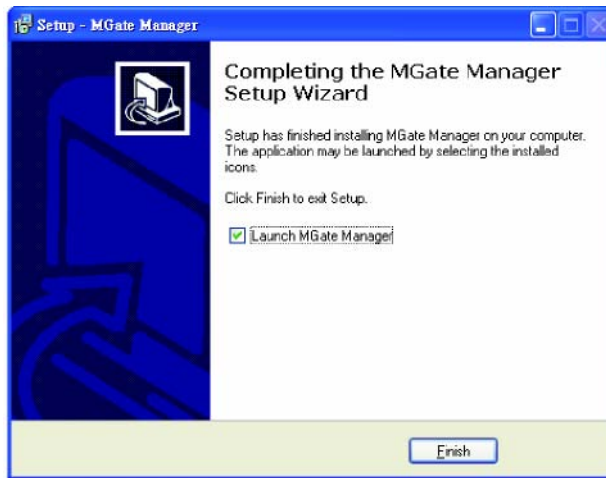 Setup - MGate Manager
Completing the MGate Manager
Setup Wizard
Setup has finished installing MGate Manager on your computer.
The application may be launched by selecting the installed
icons.
Click Finish to exit Setup.
Launch MGate Manager
Finish